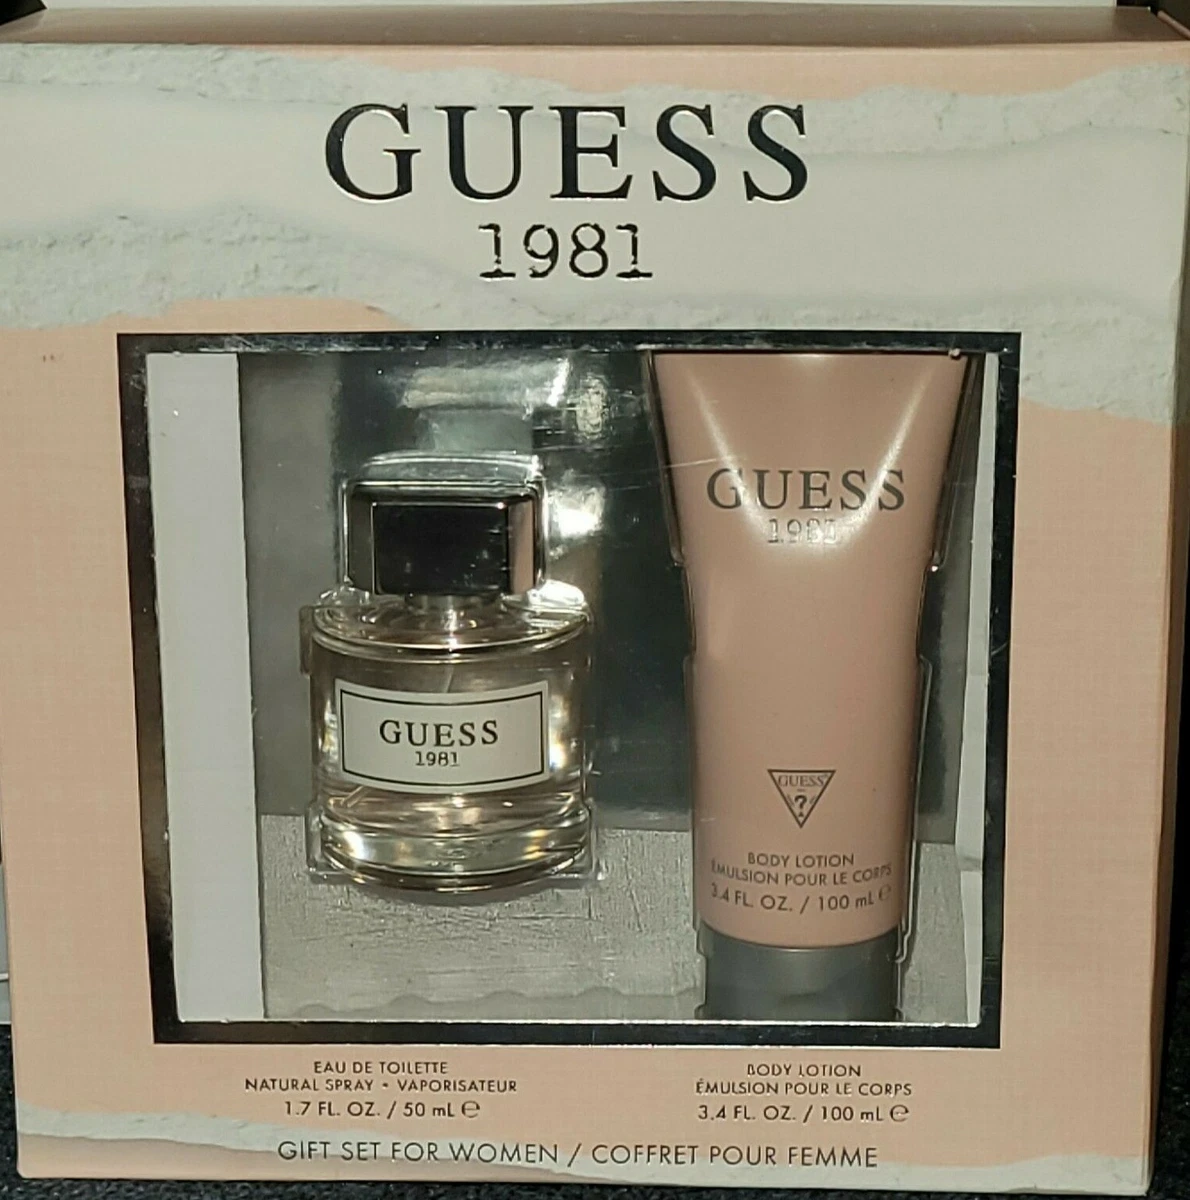 GUESS
1981
GUESS
1981
GUESS
1981
GUESS
?
BODY LOTION
ÉMULSION POUR LE CORPS
3.4 FL. OZ. / 100 mL ℮
EAU DE TOILETTE
NATURAL SPRAY • VAPORISATEUR
1.7 FL. OZ. / 50 mL ℮
BODY LOTION
ÉMULSION POUR LE CORPS
3.4 FL. OZ. / 100 mL ℮
GIFT SET FOR WOMEN / COFFRET POUR FEMME